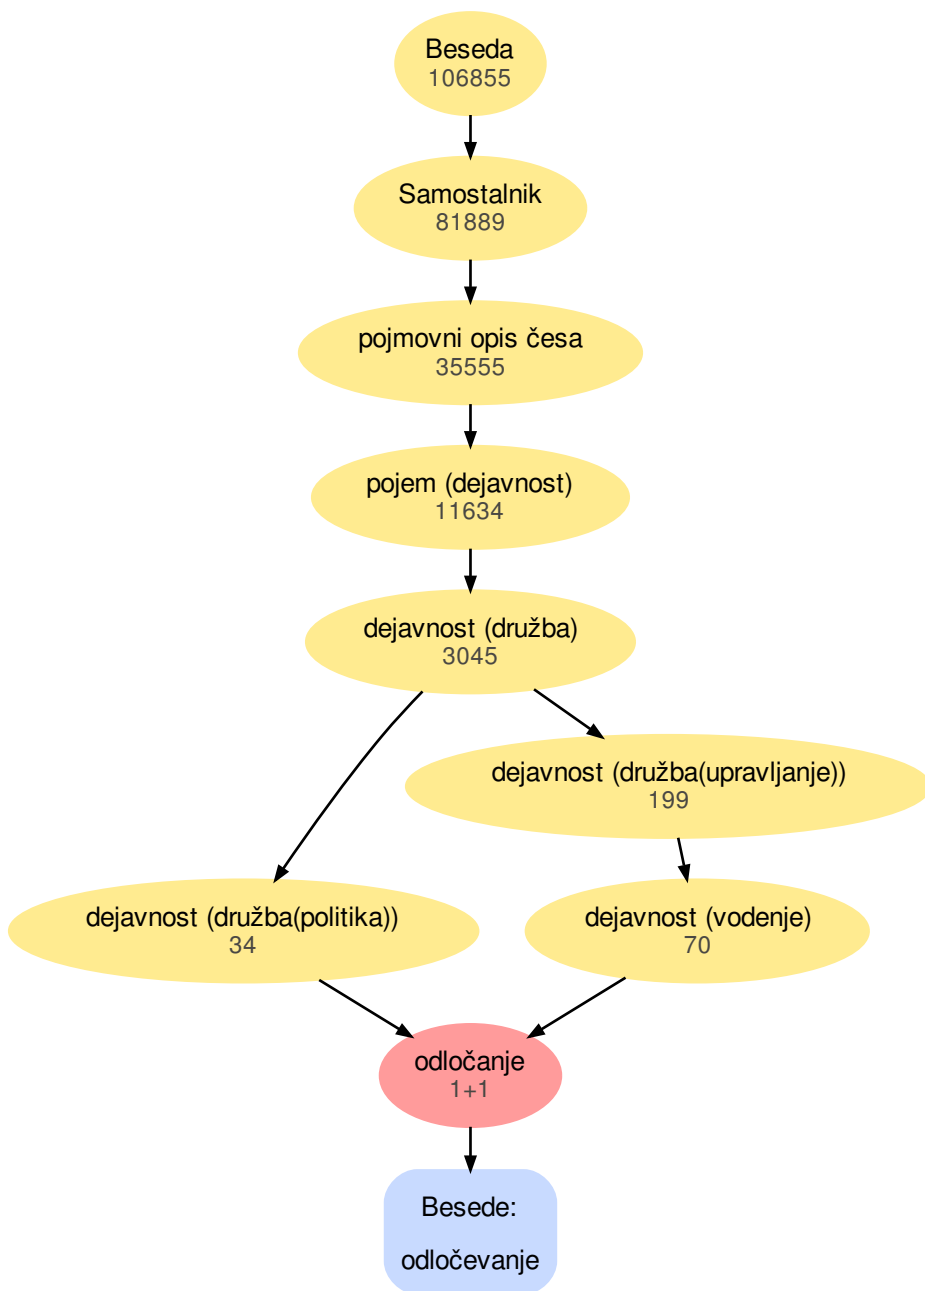 Beseda
106855
Samostalnik
81889
pojmovni opis česa
35555
pojem (dejavnost)
11634
dejavnost (družba)
3045
dejavnost (družba(upravljanje))
199
dejavnost (družba(politika))
34
dejavnost (vodenje)
70
odločanje
1+1
Besede:
odločevanje